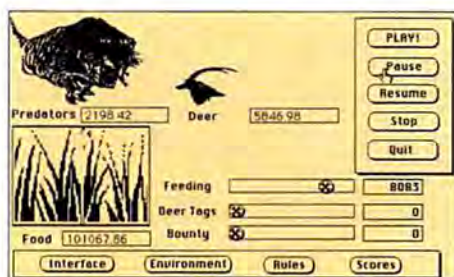 PLAY!
Pause
Resume
Stop
Quit
Predators 2198.42 Deer 5846.98
Feeding 8083
Deer Tags 0
Bounty 0
Food 101067.86
Interface Environment Rules Scores